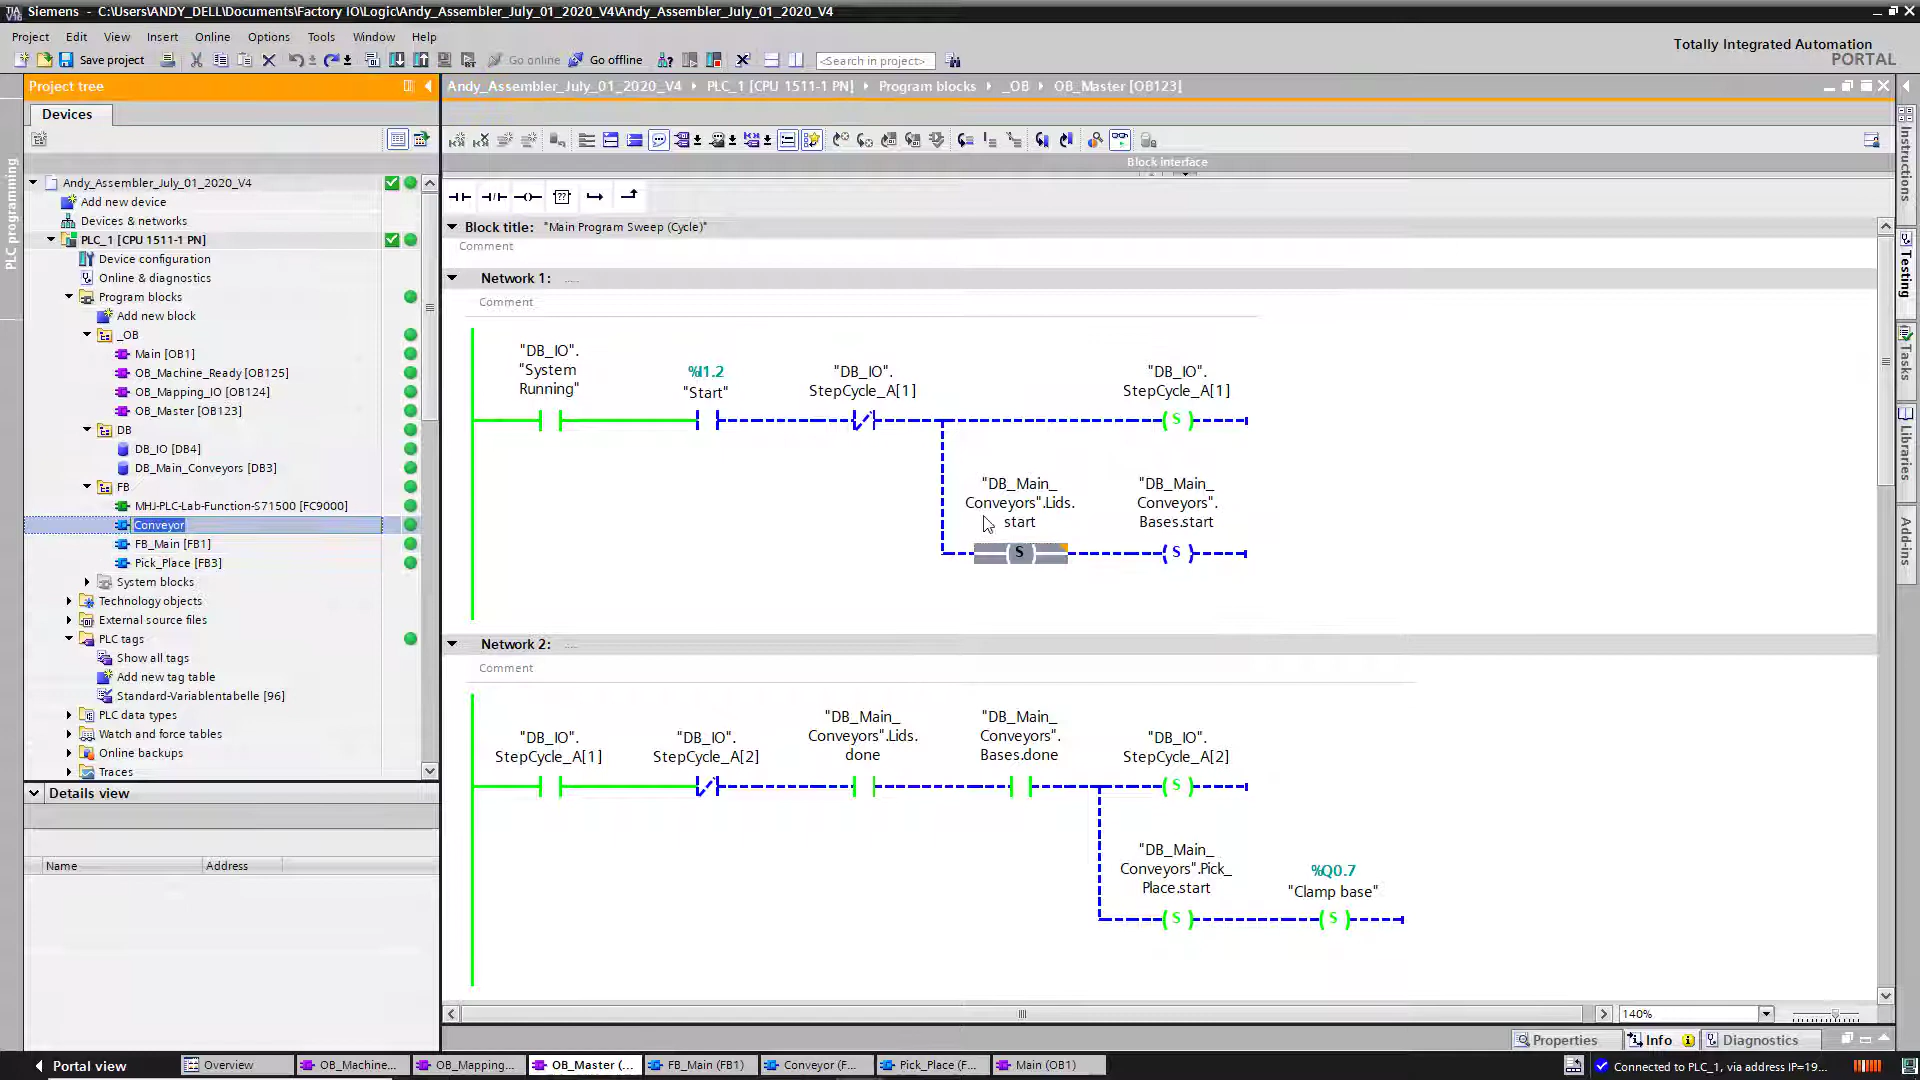 Siemens - C:\Users\ANDY_DELL\Documents\Factory IO\Logic\Andy_Assembler_July_01_2020_V4\Andy_Assembler_July_01_2020_V4
Project Edit View Insert Online Options Tools Window Help
Totally Integrated Automation
PORTAL
Save project
Go online
Go offline
<Search in project>
Project tree
Andy_Assembler_July_01_2020_V4 PLC_1 [CPU 1511-1 PN] Program blocks _OB OB_Master [OB123]
Devices
PLC programming
Block interface
Andy_Assembler_July_01_2020_V4
Add new device
Devices & networks
PLC_1 [CPU 1511-1 PN]
Device configuration
Online & diagnostics
Program blocks
Add new block
_OB
Main [OB1]
OB_Machine_Ready [OB125]
OB_Mapping_IO [OB124]
OB_Master [OB123]
DB
DB_IO [DB4]
DB_Main_Conveyors [DB3]
FB
MHJ-PLC-Lab-Function-S71500 [FC9000]
Conveyor
FB_Main [FB1]
Pick_Place [FB3]
System blocks
Technology objects
External source files
PLC tags
Show all tags
Add new tag table
Standard-Variablentabelle [96]
PLC data types
Watch and force tables
Online backups
Traces
Details view
Name Address
Block title: "Main Program Sweep (Cycle)"
Comment
Network 1: .....
Comment
"DB_IO".
"System
Running"
%I1.2
"Start"
"DB_IO".
StepCycle_A[1]
"DB_IO".
StepCycle_A[1]
S
"DB_Main_
Conveyors".Lids.
start
S
"DB_Main_
Conveyors".
Bases.start
S
Network 2: .....
Comment
"DB_IO".
StepCycle_A[1]
"DB_IO".
StepCycle_A[2]
"DB_Main_
Conveyors".Lids.
done
"DB_Main_
Conveyors".
Bases.done
"DB_IO".
StepCycle_A[2]
S
"DB_Main_
Conveyors".Pick_
Place.start
S
%Q0.7
"Clamp base"
S
140%
Instructions
Testing
Tasks
Libraries
Add-ins
Properties Info Diagnostics
Portal view
Overview
OB_Machine...
OB_Mapping...
OB_Master (...
FB_Main (FB1)
Conveyor (F...
Pick_Place (F...
Main (OB1)
Connected to PLC_1, via address IP=19...